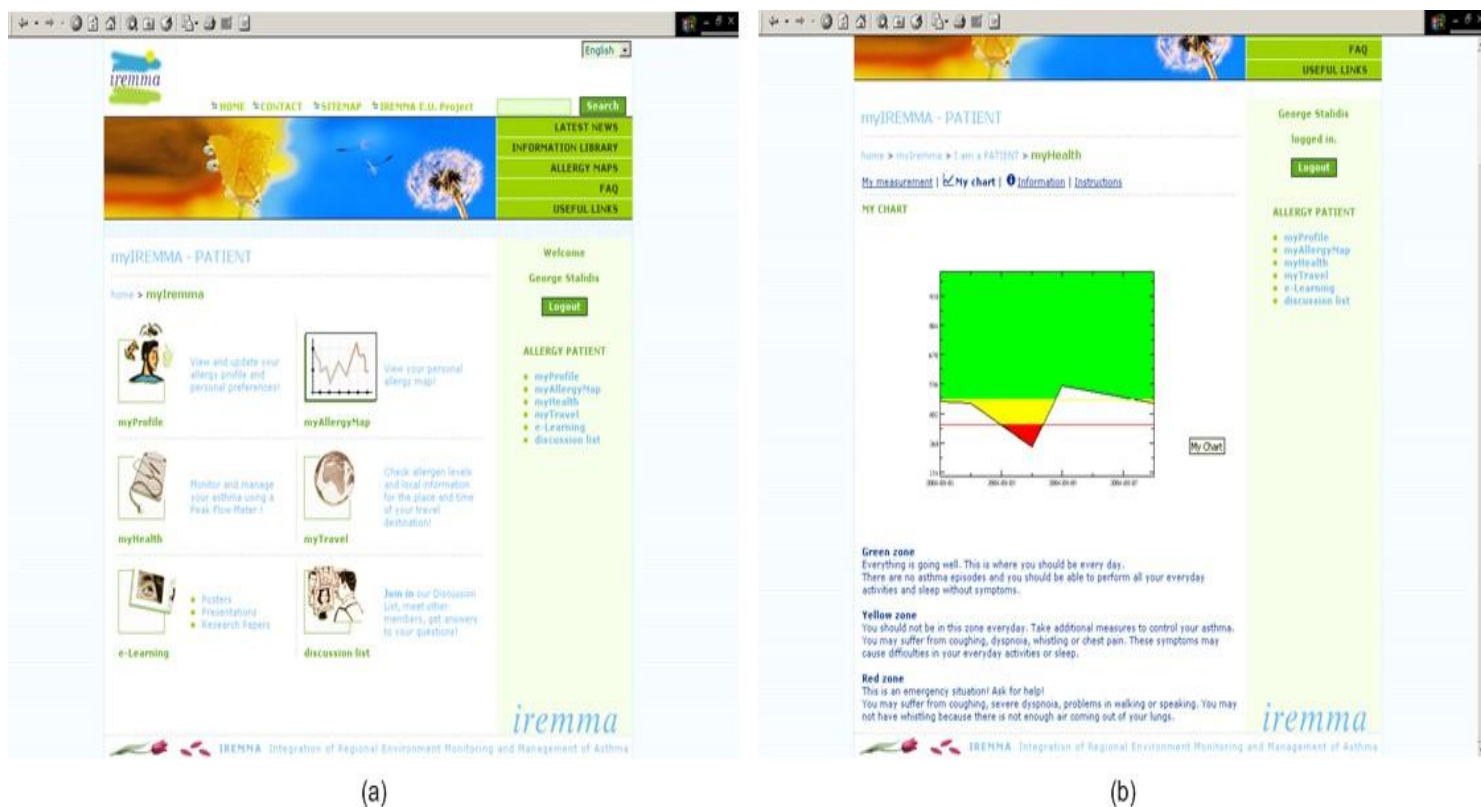 English
iremma
HOME CONTACT SITEMAP IREMMA E.U. Project
Search
LATEST NEWS
INFORMATION LIBRARY
ALLERGY MAPS
FAQ
USEFUL LINKS
myIREMMA - PATIENT
home > myIremma
View and update your
allergy profile and
personal preferences!
myProfile
View your personal
allergy map!
myAllergyMap
Monitor and manage
your asthma using a
Peak Flow Meter !
myHealth
Check allergen levels
and local information
for the place and time
of your travel
destination!
myTravel
Posters
Presentations
Research Papers
e-Learning
Join in our Discussion
List, meet other
members, get answers
to your questions!
discussion list
Welcome
George Stalidis
Logout
ALLERGY PATIENT
myProfile
myAllergyMap
myHealth
myTravel
e-Learning
discussion list
iremma
IREMMA Integration of Regional Environment Monitoring and Management of Asthma
(a)
FAQ
USEFUL LINKS
myIREMMA - PATIENT
home > myIremma > I am a PATIENT > myHealth
My measurement | My chart | Information | Instructions
MY CHART
My Chart
Green zone
Everything is going well. This is where you should be every day.
There are no asthma episodes and you should be able to perform all your everyday
activities and sleep without symptoms.
Yellow zone
You should not be in this zone everyday. Take additional measures to control your asthma.
You may suffer from coughing, dyspnoia, whistling or chest pain. These symptoms may
cause difficulties in your everyday activities or sleep.
Red zone
This is an emergency situation! Ask for help!
You may suffer from coughing, severe dyspnoia, problems in walking or speaking. You may
not have whistling because there is not enough air coming out of your lungs.
George Stalidis
logged in.
Logout
ALLERGY PATIENT
myProfile
myAllergyMap
myHealth
myTravel
e-Learning
discussion list
iremma
IREMMA Integration of Regional Environment Monitoring and Management of Asthma
(b)